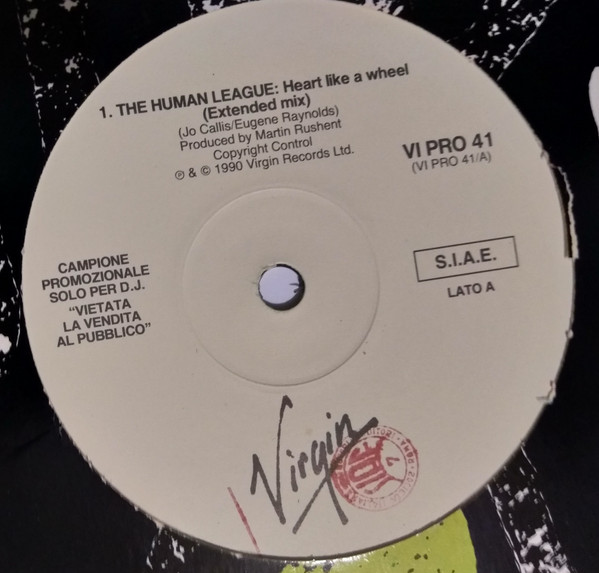 1. THE HUMAN LEAGUE: Heart like a wheel
(Extended mix)
(Jo Callis/Eugene Raynolds)
Produced by Martin Rushent
Copyright Control
℗ & © 1990 Virgin Records Ltd.
VI PRO 41
(VI PRO 41/A)
CAMPIONE
PROMOZIONALE
SOLO PER D.J.
"VIETATA
LA VENDITA
AL PUBBLICO"
S.I.A.E.
LATO A
Virgin